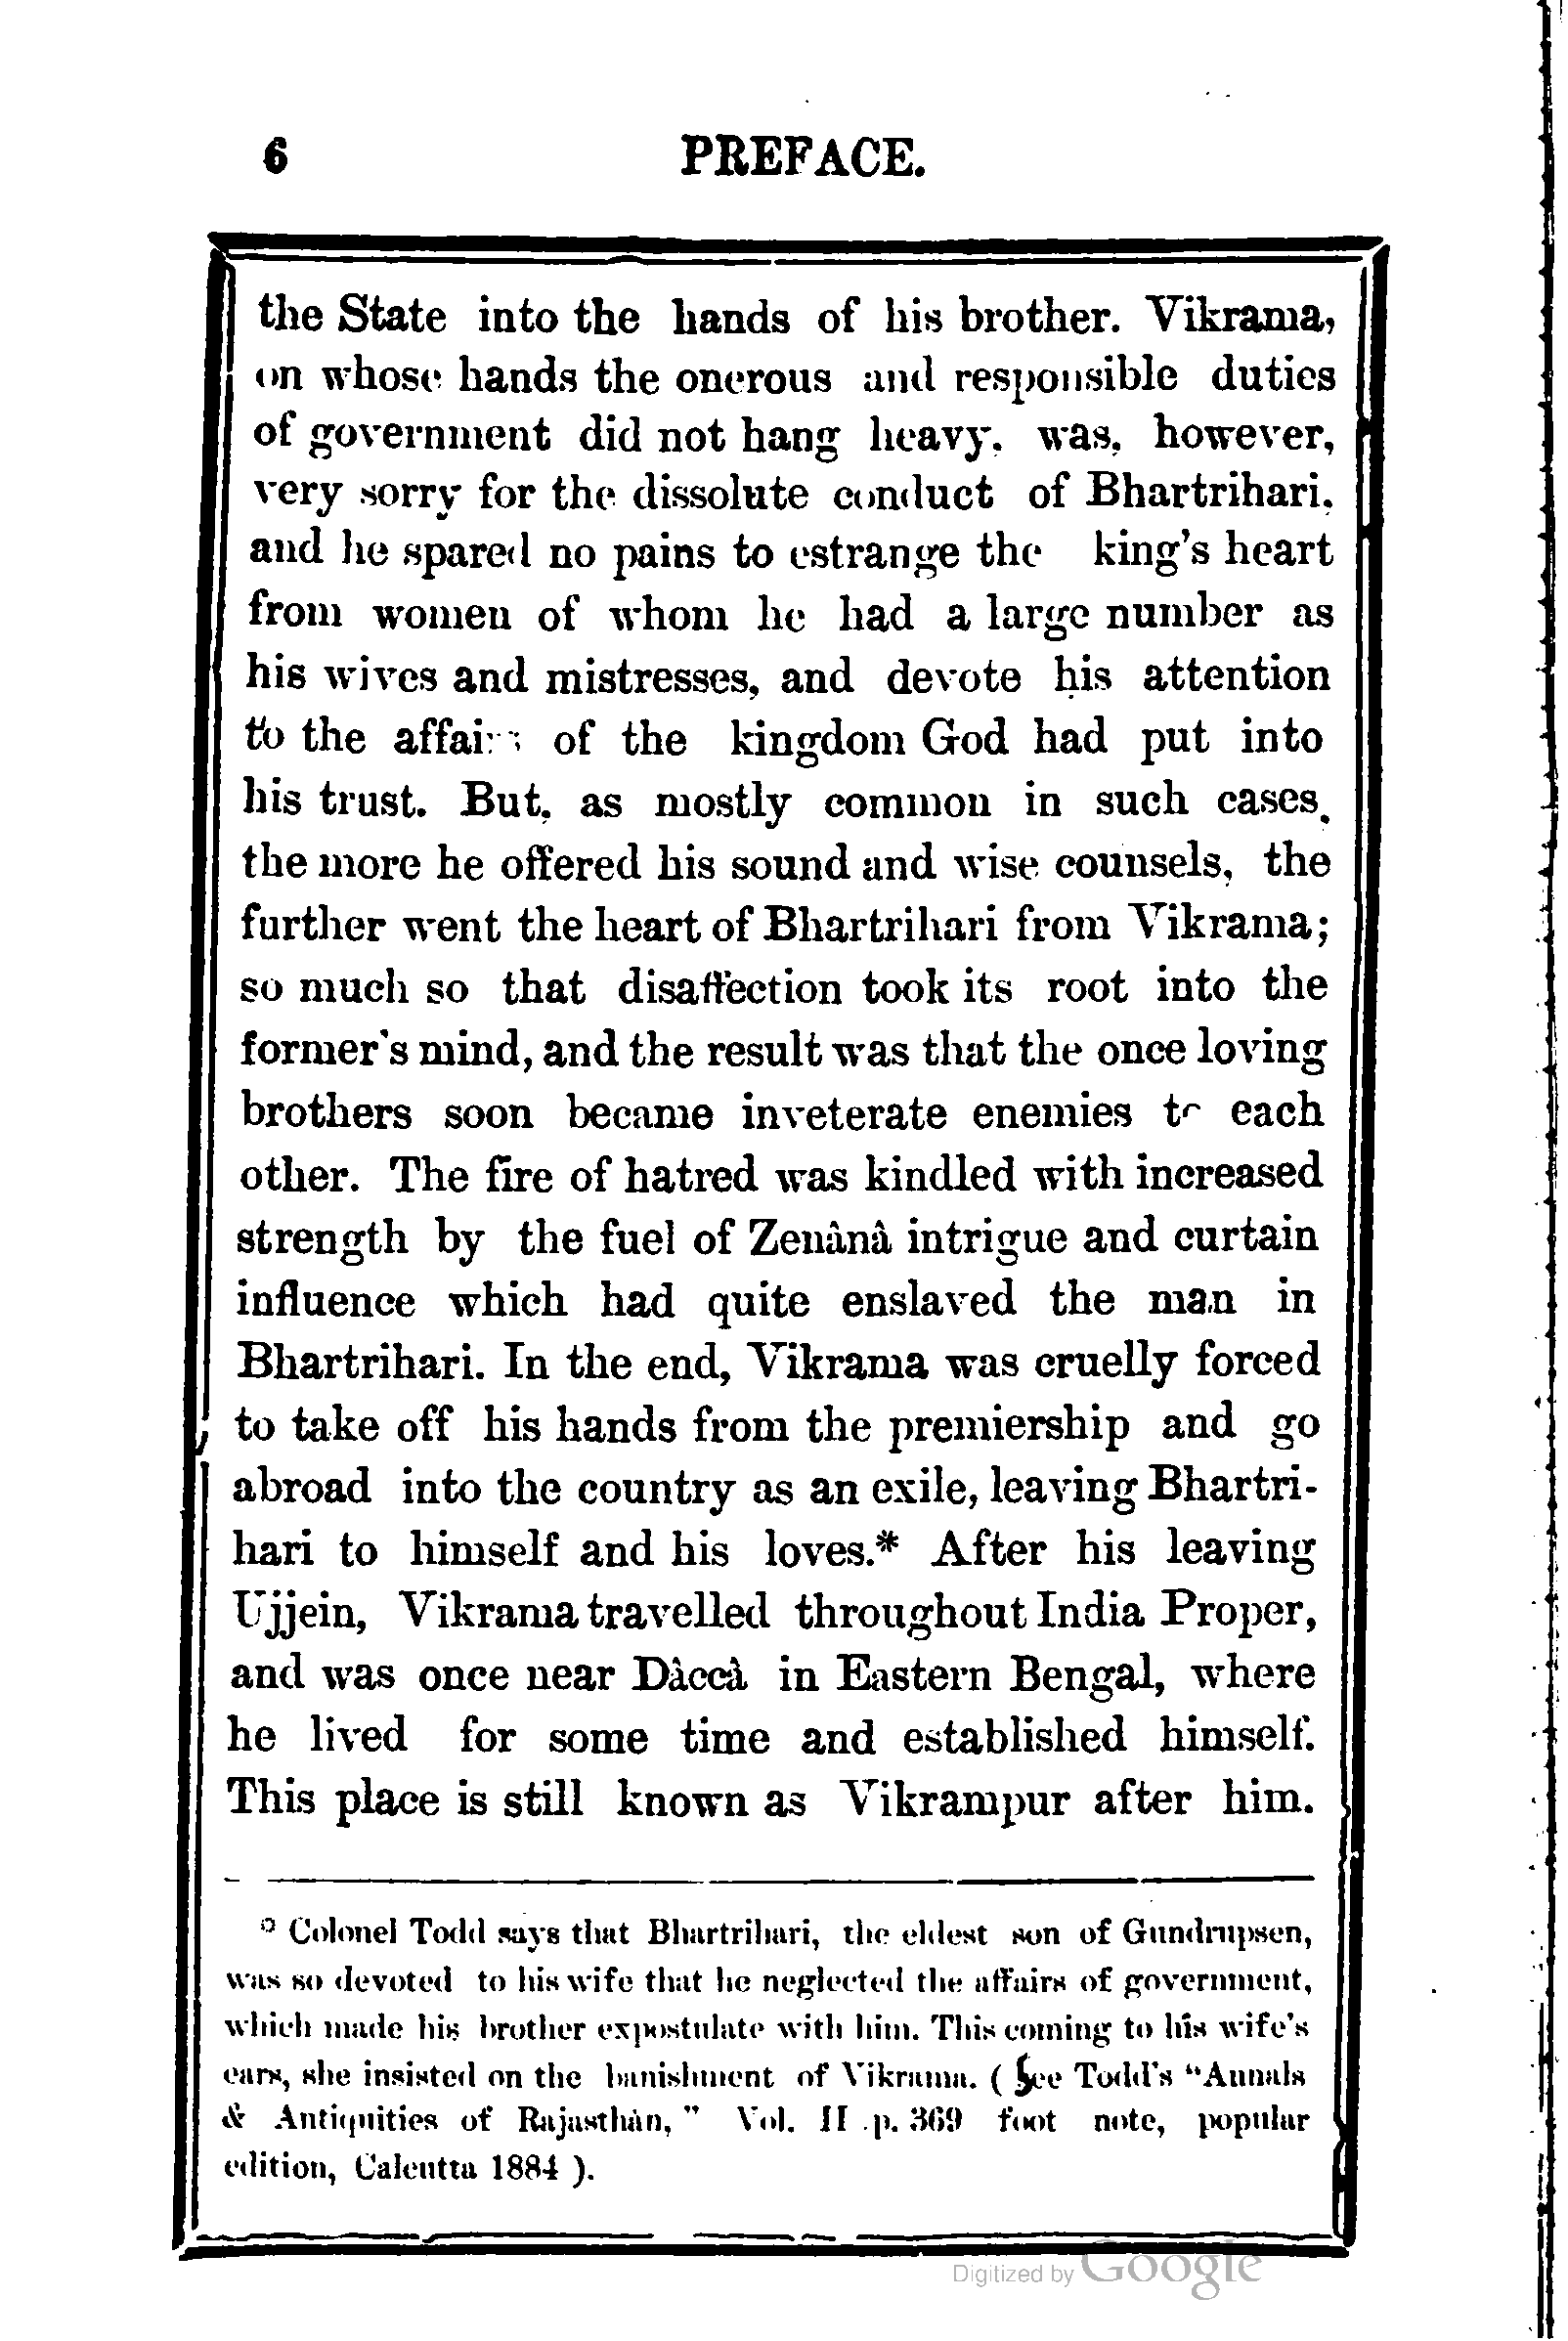 6 PREFACE.
the State into the hands of his brother. Vikrama,
on whose hands the onerous and responsible duties
of government did not hang heavy, was, however,
very sorry for the dissolute conduct of Bhartrihari,
and he spared no pains to estrange the king's heart
from women of whom he had a large number as
his wives and mistresses, and devote his attention
to the affairs of the kingdom God had put into
his trust. But, as mostly common in such cases,
the more he offered his sound and wise counsels, the
further went the heart of Bhartrihari from Vikrama;
so much so that disaffection took its root into the
former's mind, and the result was that the once loving
brothers soon became inveterate enemies to each
other. The fire of hatred was kindled with increased
strength by the fuel of Zenânâ intrigue and curtain
influence which had quite enslaved the man in
Bhartrihari. In the end, Vikrama was cruelly forced
to take off his hands from the premiership and go
abroad into the country as an exile, leaving Bhartri-
hari to himself and his loves.* After his leaving
Ujjein, Vikrama travelled throughout India Proper,
and was once near Dàccà in Eastern Bengal, where
he lived for some time and established himself.
This place is still known as Vikrampur after him.
* Colonel Todd says that Bhartrihari, the eldest son of Gundrupsen,
was so devoted to his wife that he neglected the affairs of government,
which made his brother expostulate with him. This coming to his wife's
ears, she insisted on the banishment of Vikrama. ( See Todd's "Annals
& Antiquities of Rajasthàn, " Vol. II .p. 369 foot note, popular
edition, Calcutta 1884 ).
Digitized by Google